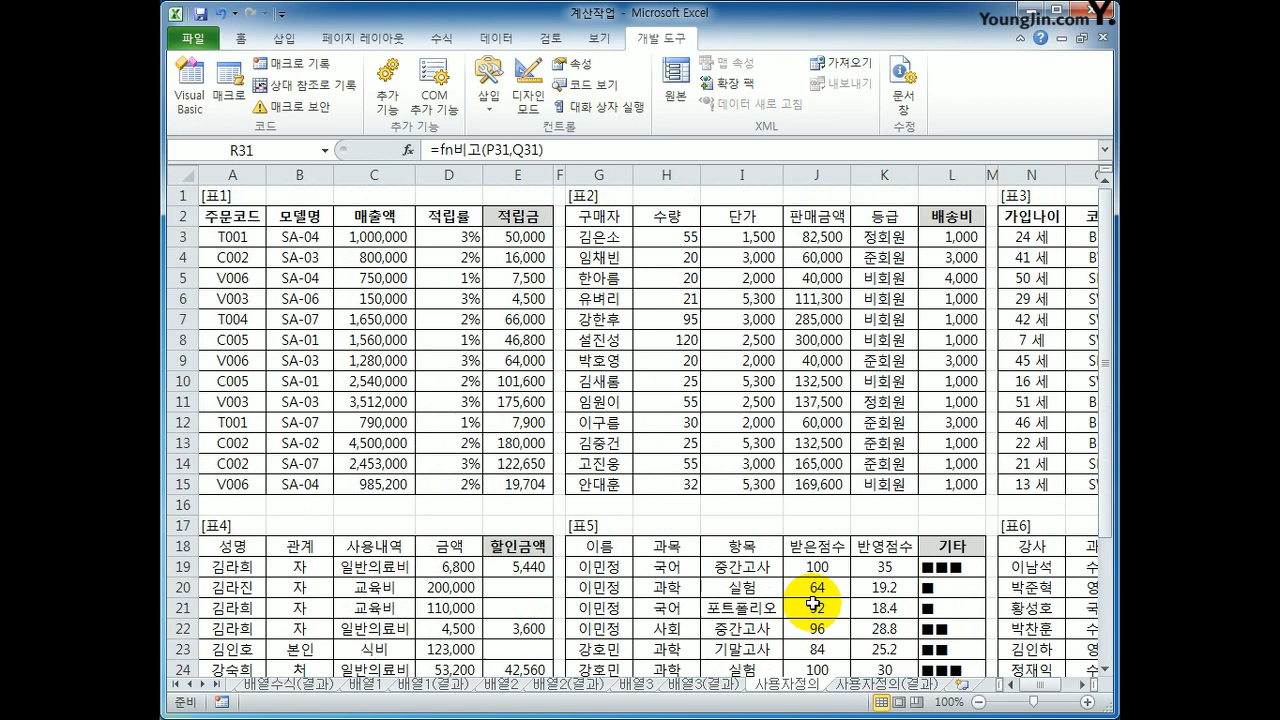 계산작업 - Microsoft Excel
YoungJin.com Y.
파일 홈 삽입 페이지 레이아웃 수식 데이터 검토 보기 개발 도구
Visual Basic
매크로
매크로 기록
상대 참조로 기록
매크로 보안
코드
추가 기능
COM 추가 기능
추가 기능
삽입
디자인 모드
속성
코드 보기
대화 상자 실행
컨트롤
원본
맵 속성
확장 팩
데이터 새로 고침
가져오기
내보내기
XML
문서 창
수정
R31 fx =fn비고(P31,Q31)
A B C D E F G H I J K L M N
1 [표1] [표2] [표3]
2 주문코드 모델명 매출액 적립률 적립금 구매자 수량 단가 판매금액 등급 배송비 가입나이 코
3 T001 SA-04 1,000,000 3% 50,000 김은소 55 1,500 82,500 정회원 1,000 24 세 B
4 C002 SA-03 800,000 2% 16,000 임채빈 20 3,000 60,000 준회원 3,000 41 세 B
5 V006 SA-04 750,000 1% 7,500 한아름 20 2,000 40,000 비회원 4,000 50 세 S
6 V003 SA-06 150,000 3% 4,500 유벼리 21 5,300 111,300 비회원 1,000 29 세 B
7 T004 SA-07 1,650,000 2% 66,000 강한후 95 3,000 285,000 비회원 1,000 42 세 S
8 C005 SA-01 1,560,000 1% 46,800 설진성 120 2,500 300,000 비회원 1,000 7 세 S
9 V006 SA-03 1,280,000 3% 64,000 박호영 20 2,000 40,000 준회원 3,000 45 세 S
10 C005 SA-01 2,540,000 2% 101,600 김새롬 25 5,300 132,500 비회원 1,000 16 세 S
11 V003 SA-03 3,512,000 3% 175,600 임원이 55 2,500 137,500 정회원 1,000 51 세 B
12 T001 SA-07 790,000 1% 7,900 이구름 30 2,000 60,000 준회원 3,000 46 세 B
13 C002 SA-02 4,500,000 2% 180,000 김중건 25 5,300 132,500 준회원 1,000 22 세 B
14 C002 SA-07 2,453,000 3% 122,650 고진웅 55 3,000 165,000 비회원 1,000 21 세 S
15 V006 SA-04 985,200 2% 19,704 안대훈 32 5,300 169,600 비회원 1,000 13 세 S
16
17 [표4] [표5] [표6]
18 성명 관계 사용내역 금액 할인금액 이름 과목 항목 받은점수 반영점수 기타 강사 과
19 김라희 자 일반의료비 6,800 5,440 이민정 국어 중간고사 100 35 ■■■ 이남석 수
20 김라진 자 교육비 200,000 이민정 과학 실험 64 19.2 ■ 박준혁 영
21 김라희 자 교육비 110,000 이민정 국어 포트폴리오 92 18.4 ■ 황성호 국
22 김라희 자 일반의료비 4,500 3,600 이민정 사회 중간고사 96 28.8 ■■ 박찬훈 수
23 김인호 본인 식비 123,000 강호민 과학 기말고사 84 25.2 ■■ 김인하 영
24 강숙희 처 일반의료비 53,200 42,560 강호민 과학 실험 100 30 ■■■ 정재익 수
배열수식(결과) 배열1 배열1(결과) 배열2 배열2(결과) 배열3 배열3(결과) 사용자정의 사용자정의(결과)
준비 100%